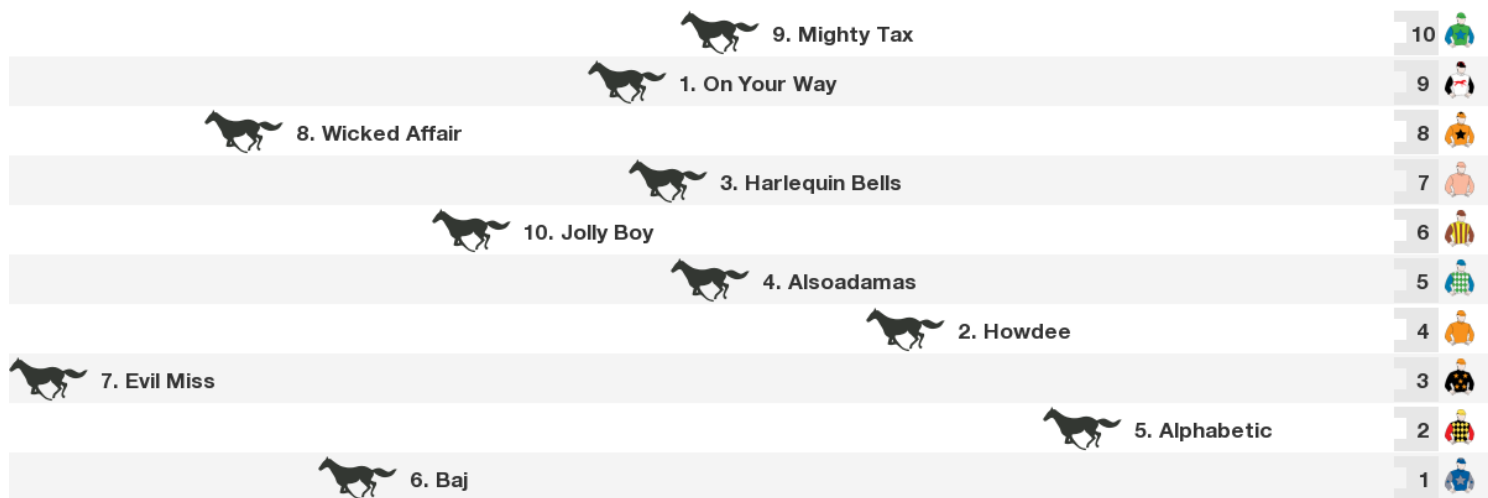 9. Mighty Tax 10
1. On Your Way 9
8. Wicked Affair 8
3. Harlequin Bells 7
10. Jolly Boy 6
4. Alsoadamas 5
2. Howdee 4
7. Evil Miss 3
5. Alphabetic 2
6. Baj 1